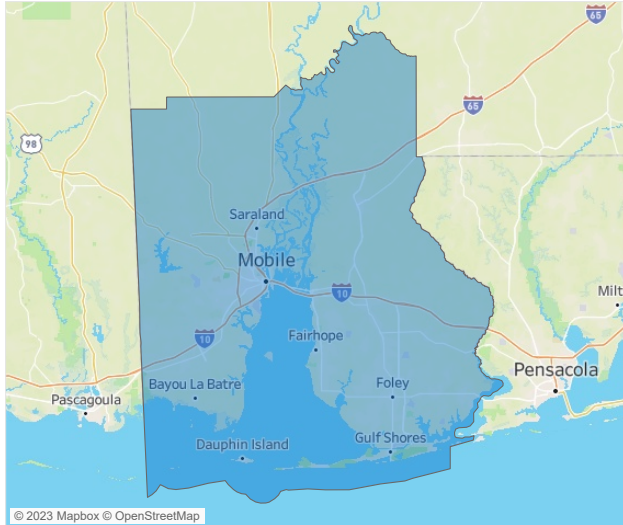 65
65
98
Saraland
Mobile
10
Milt
Fairhope
10
Pensacola
Bayou La Batre
Foley
Pascagoula
Gulf Shores
Dauphin Island
© 2023 Mapbox © OpenStreetMap